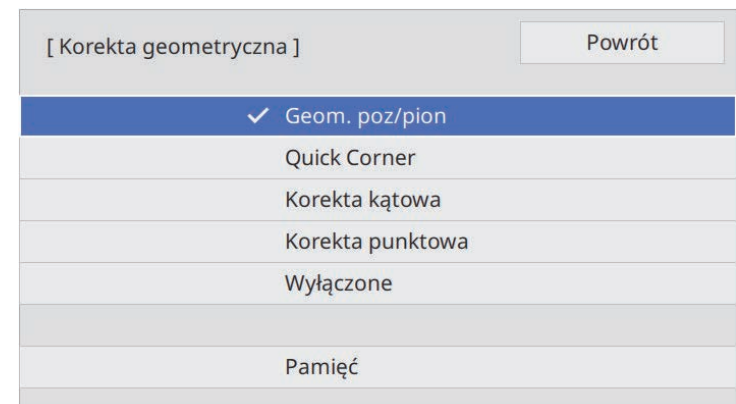 [ Korekta geometryczna ]
Powrót
Geom. poz/pion
Quick Corner
Korekta kątowa
Korekta punktowa
Wyłączone
Pamięć